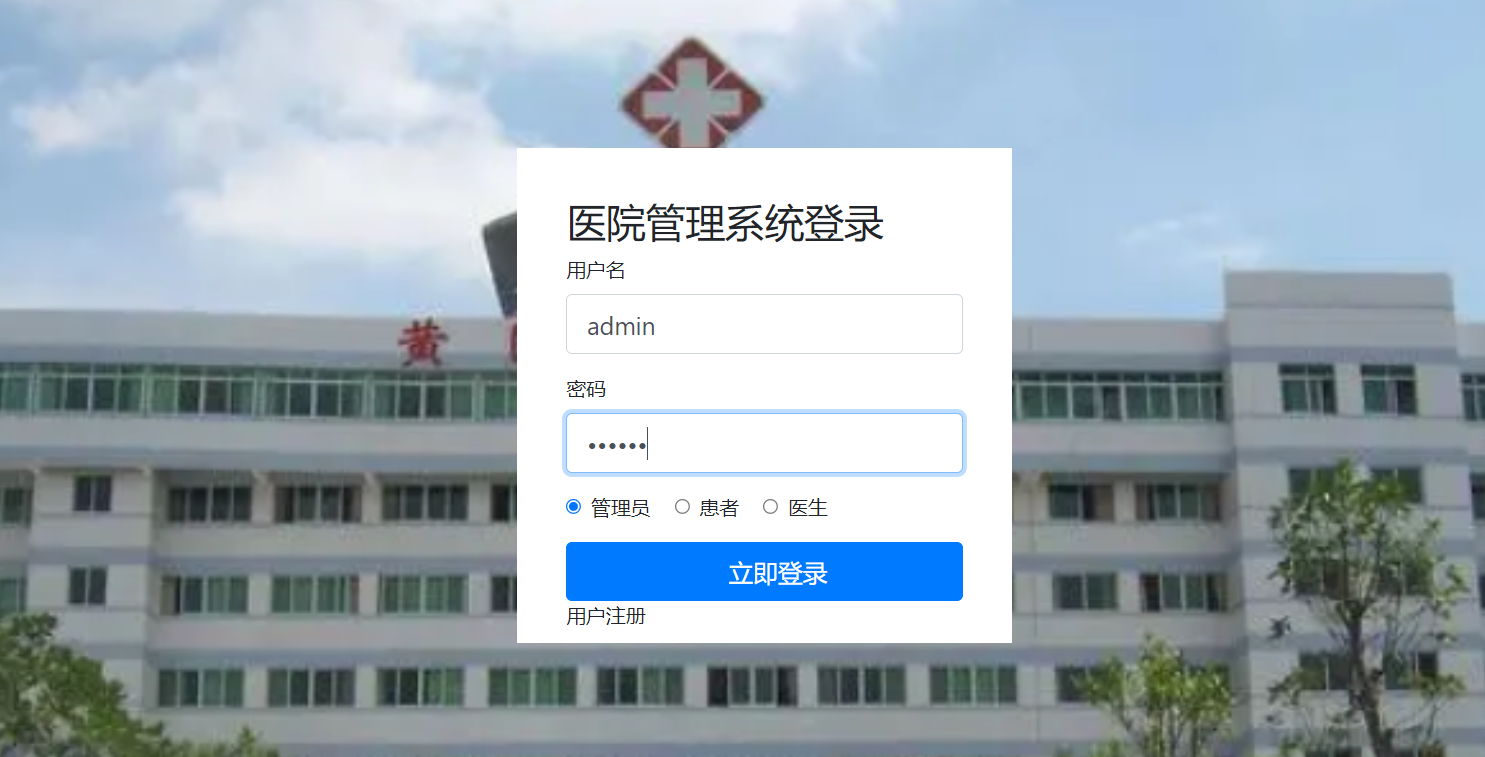 医院管理系统登录
用户名
admin
黄
密码
••••••
管理员 患者 医生
立即登录
用户注册